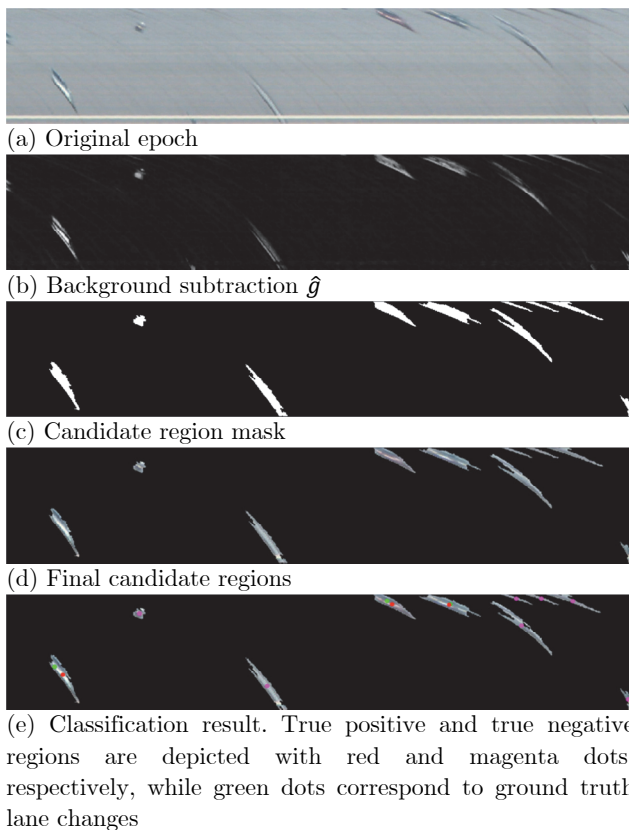 (a) Original epoch
(b) Background subtraction ĝ
(c) Candidate region mask
(d) Final candidate regions
(e) Classification result. True positive and true negative
regions are depicted with red and magenta dots
respectively, while green dots correspond to ground truth
lane changes